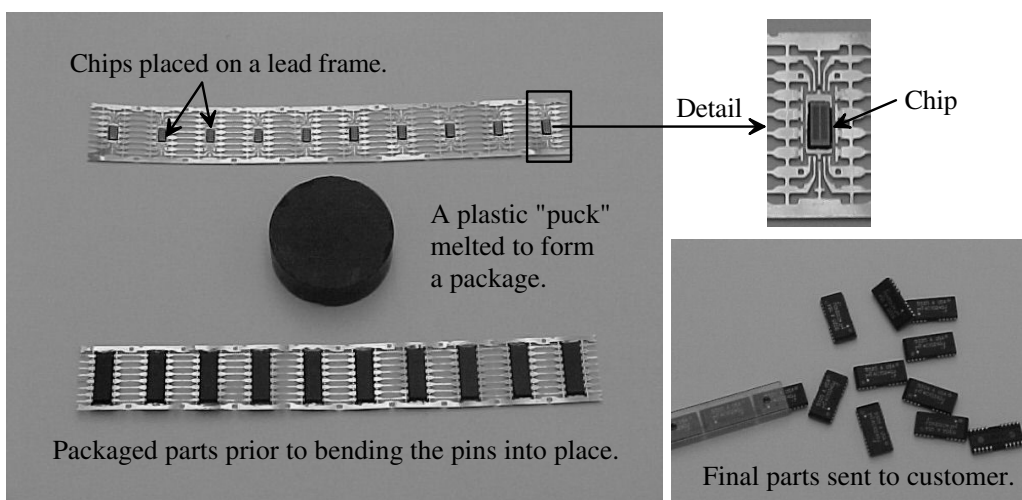 Chips placed on a lead frame.
Detail
Chip
A plastic "puck"
melted to form
a package.
Packaged parts prior to bending the pins into place.
Final parts sent to customer.